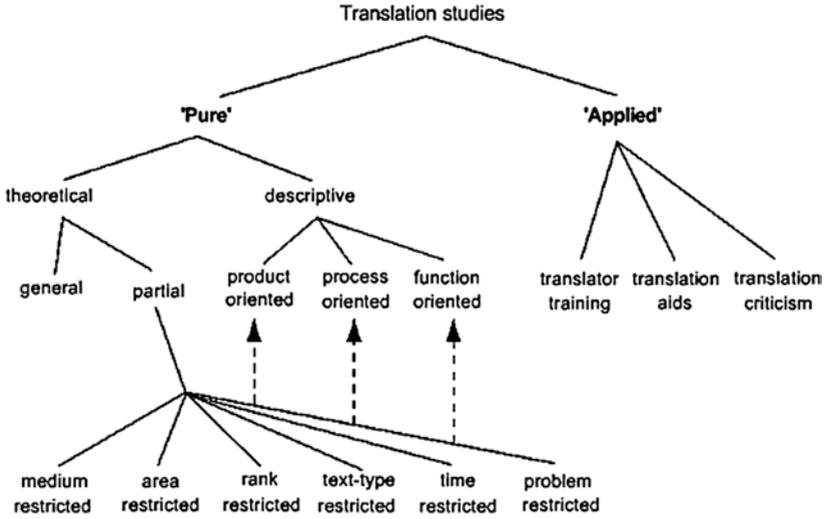 Translation studies
'Pure'
'Applied'
theoretical
descriptive
general
partial
product
oriented
process
oriented
function
oriented
translator
training
translation
aids
translation
criticism
medium
restricted
area
restricted
rank
restricted
text-type
restricted
time
restricted
problem
restricted